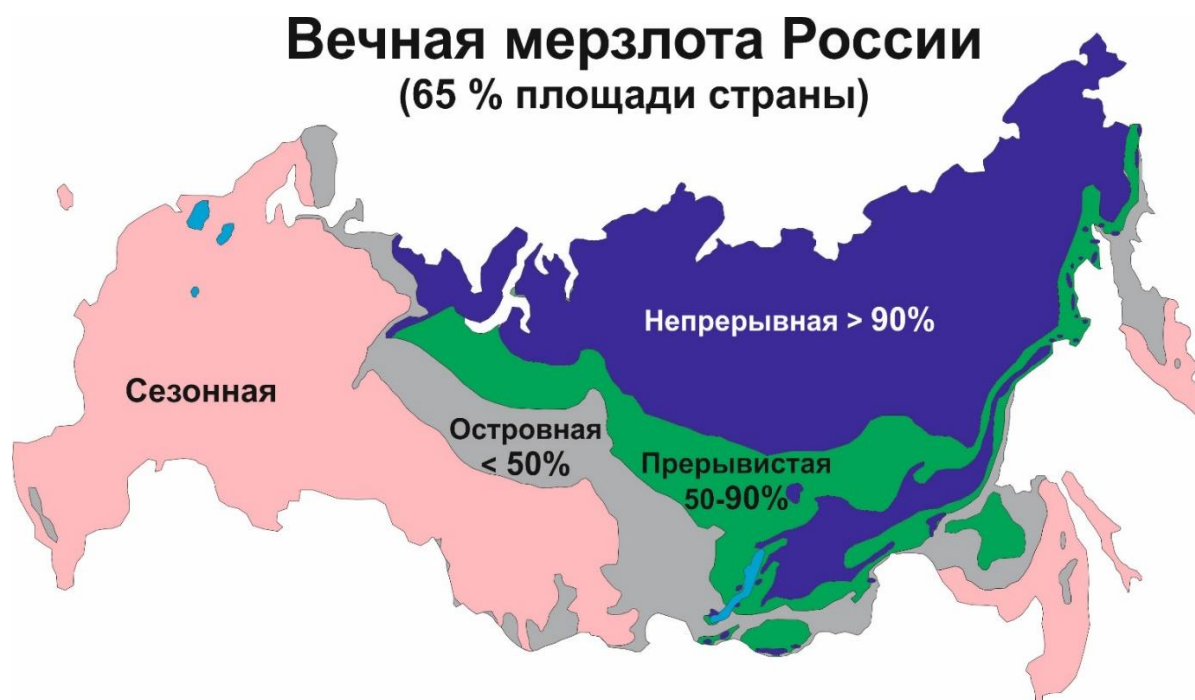 Вечная мерзлота России
(65 % площади страны)
Непрерывная > 90%
Сезонная
Островная
< 50%
Прерывистая
50-90%